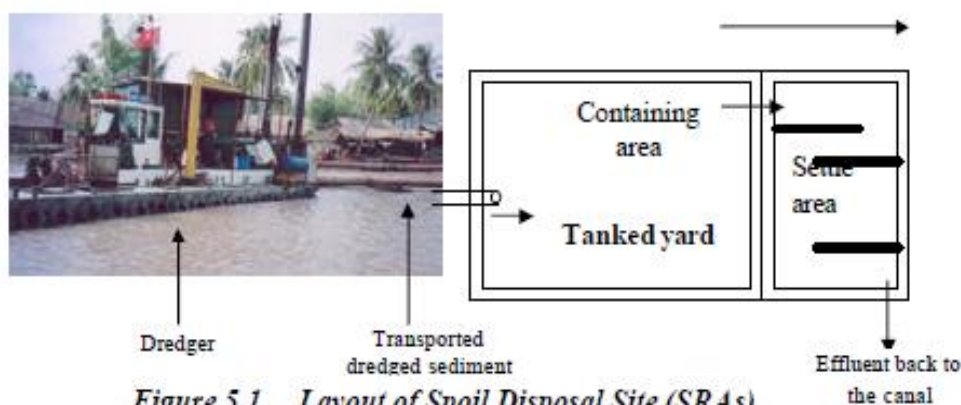 Containing
area
Settle
area
Tanked yard
Dredger
Transported
dredged sediment
Effluent back to
the canal
Figure 5.1 Layout of Spoil Disposal Site (SRAs)